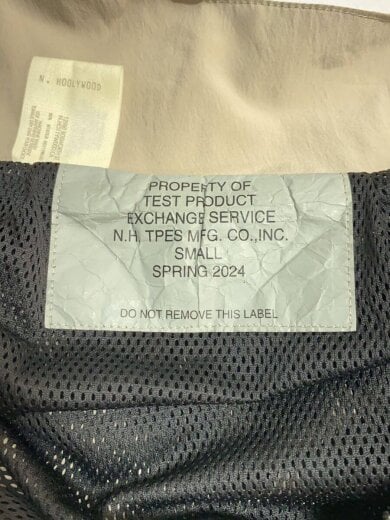 N. HOOLYWOOD
PROPERTY OF
TEST PRODUCT
EXCHANGE SERVICE
N.H, TPES MFG. CO.,INC.
SMALL
SPRING 2024
DO NOT REMOVE THIS LABEL